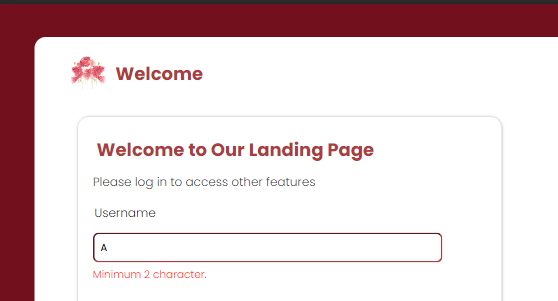 Welcome
Welcome to Our Landing Page
Please log in to access other features
Username
A
Minimum 2 character.